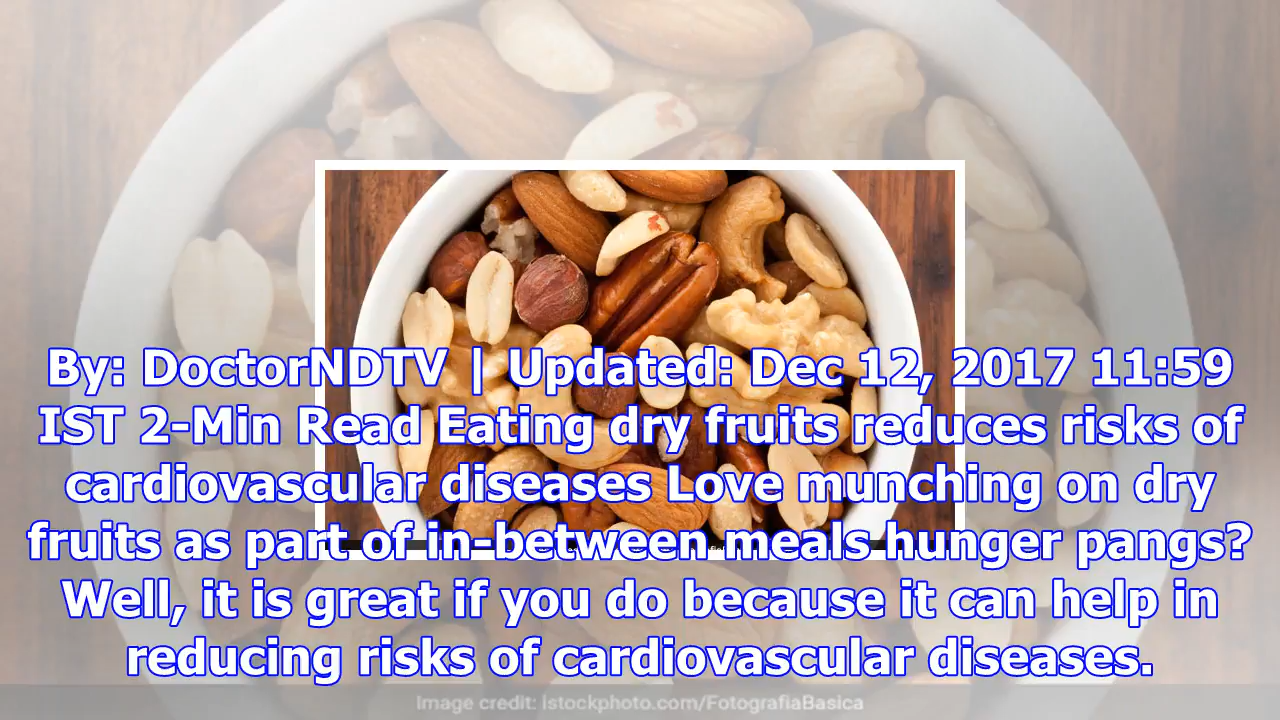 By: DoctorNDTV | Updated: Dec 12, 2017 11:59
IST 2-Min Read Eating dry fruits reduces risks of
cardiovascular diseases Love munching on dry
fruits as part of in-between meals hunger pangs?
Well, it is great if you do because it can help in
reducing risks of cardiovascular diseases.
Image credit: istockphoto.com/FotografiaBasica